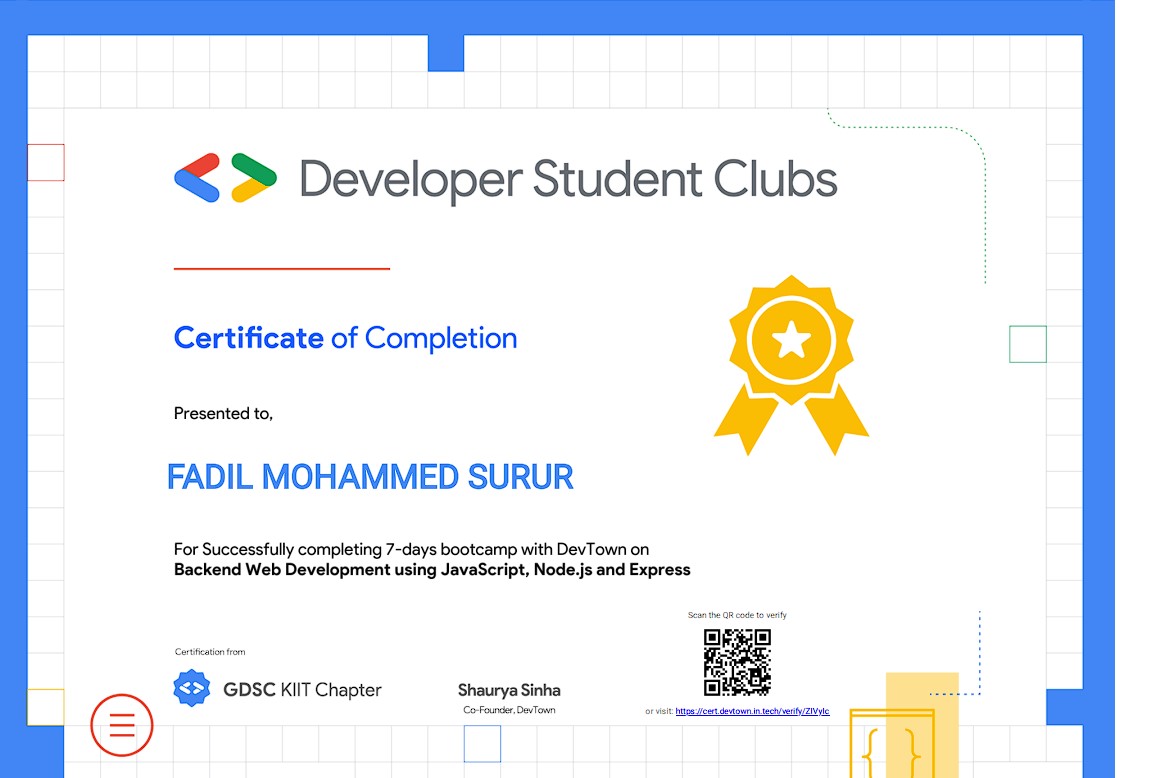 Developer Student Clubs
Certificate of Completion
Presented to,
FADIL MOHAMMED SURUR
For Successfully completing 7-days bootcamp with DevTown on
Backend Web Development using JavaScript, Node.js and Express
Scan the QR code to verify
Certification from
GDSC KIIT Chapter
Shaurya Sinha
Co-Founder, DevTown
or visit: https://cert.devtown.in.tech/verify/ZIVyIc
{ }